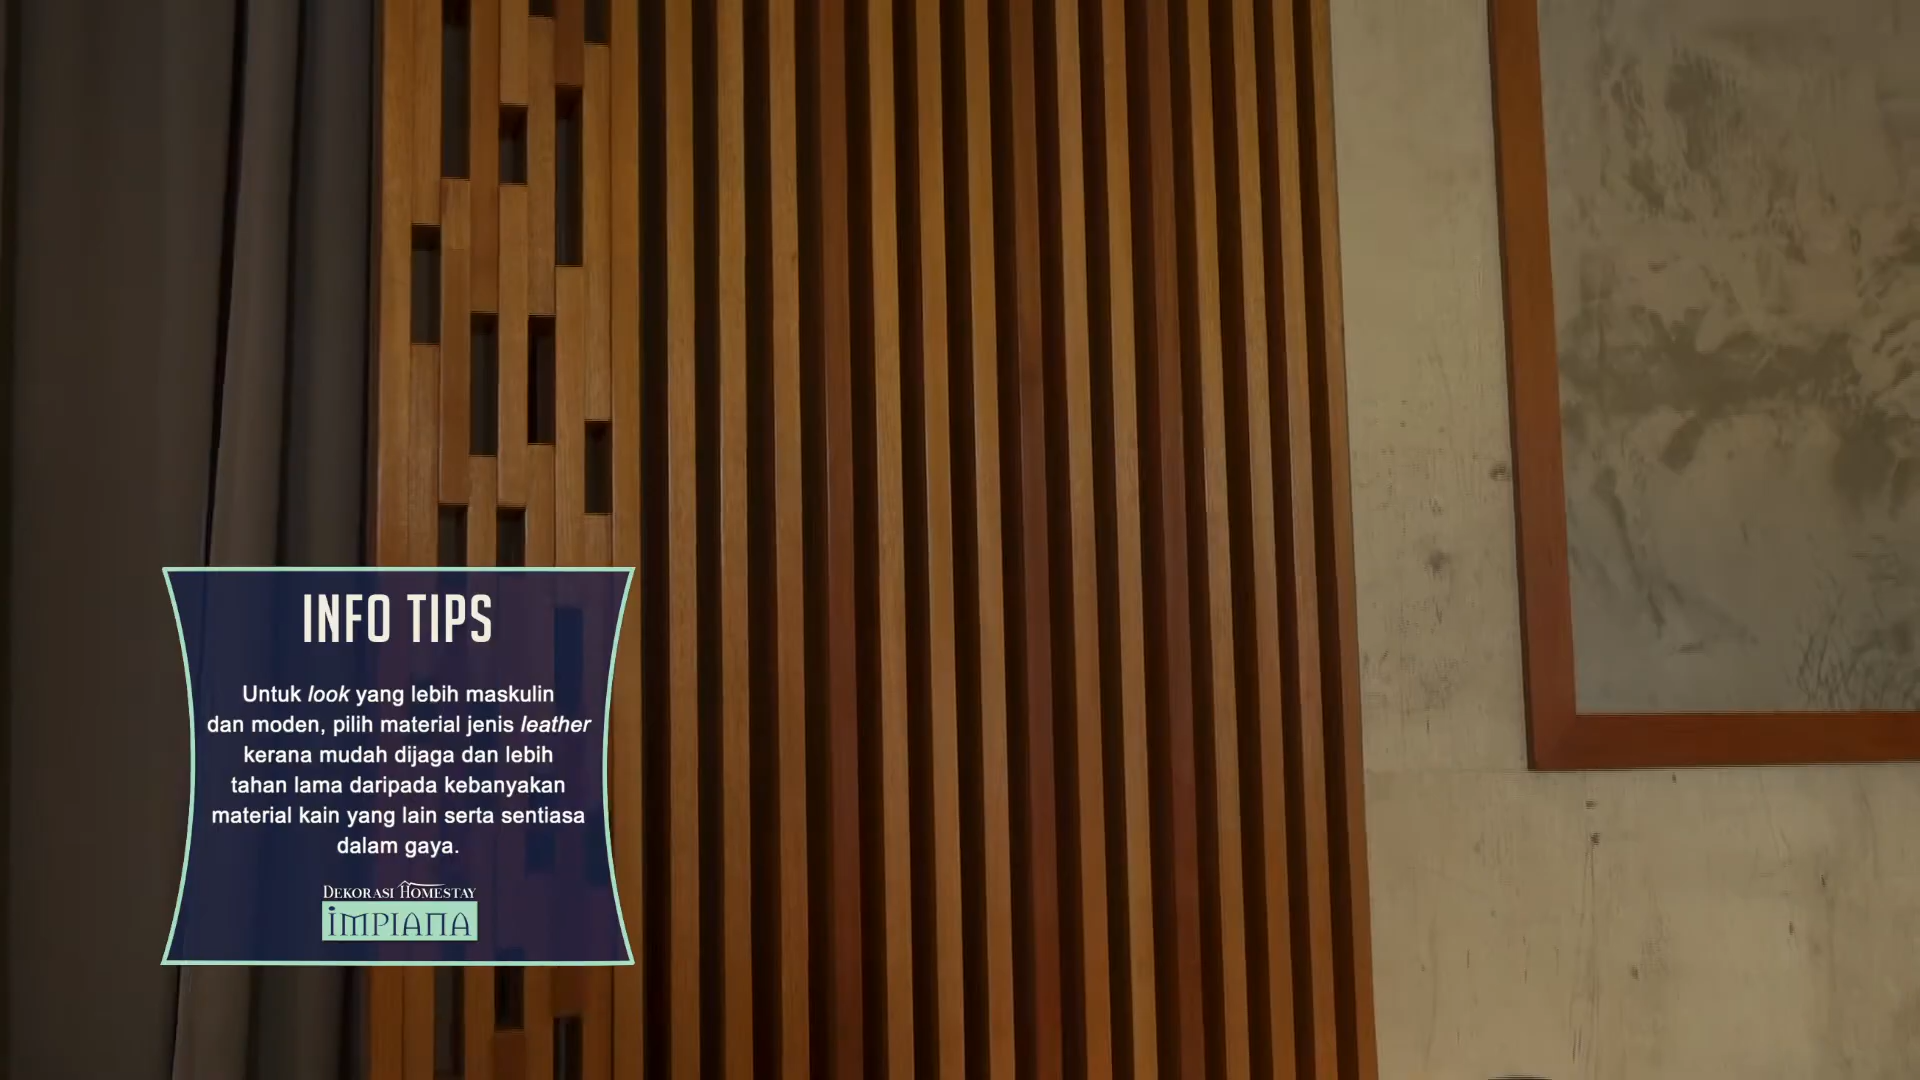 INFO TIPS
Untuk look yang lebih maskulin
dan moden, pilih material jenis leather
kerana mudah dijaga dan lebih
tahan lama daripada kebanyakan
material kain yang lain serta sentiasa
dalam gaya.
DEKORASI HOMESTAY
IMPIANA